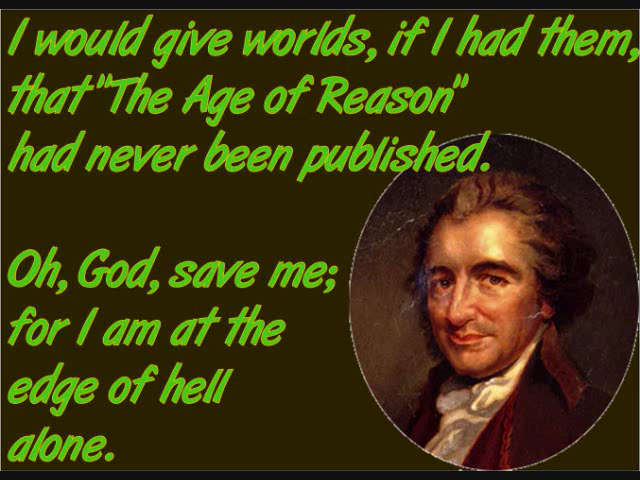 I would give worlds, if I had them,
that "The Age of Reason"
had never been published.
Oh, God, save me;
for I am at the
edge of hell
alone.